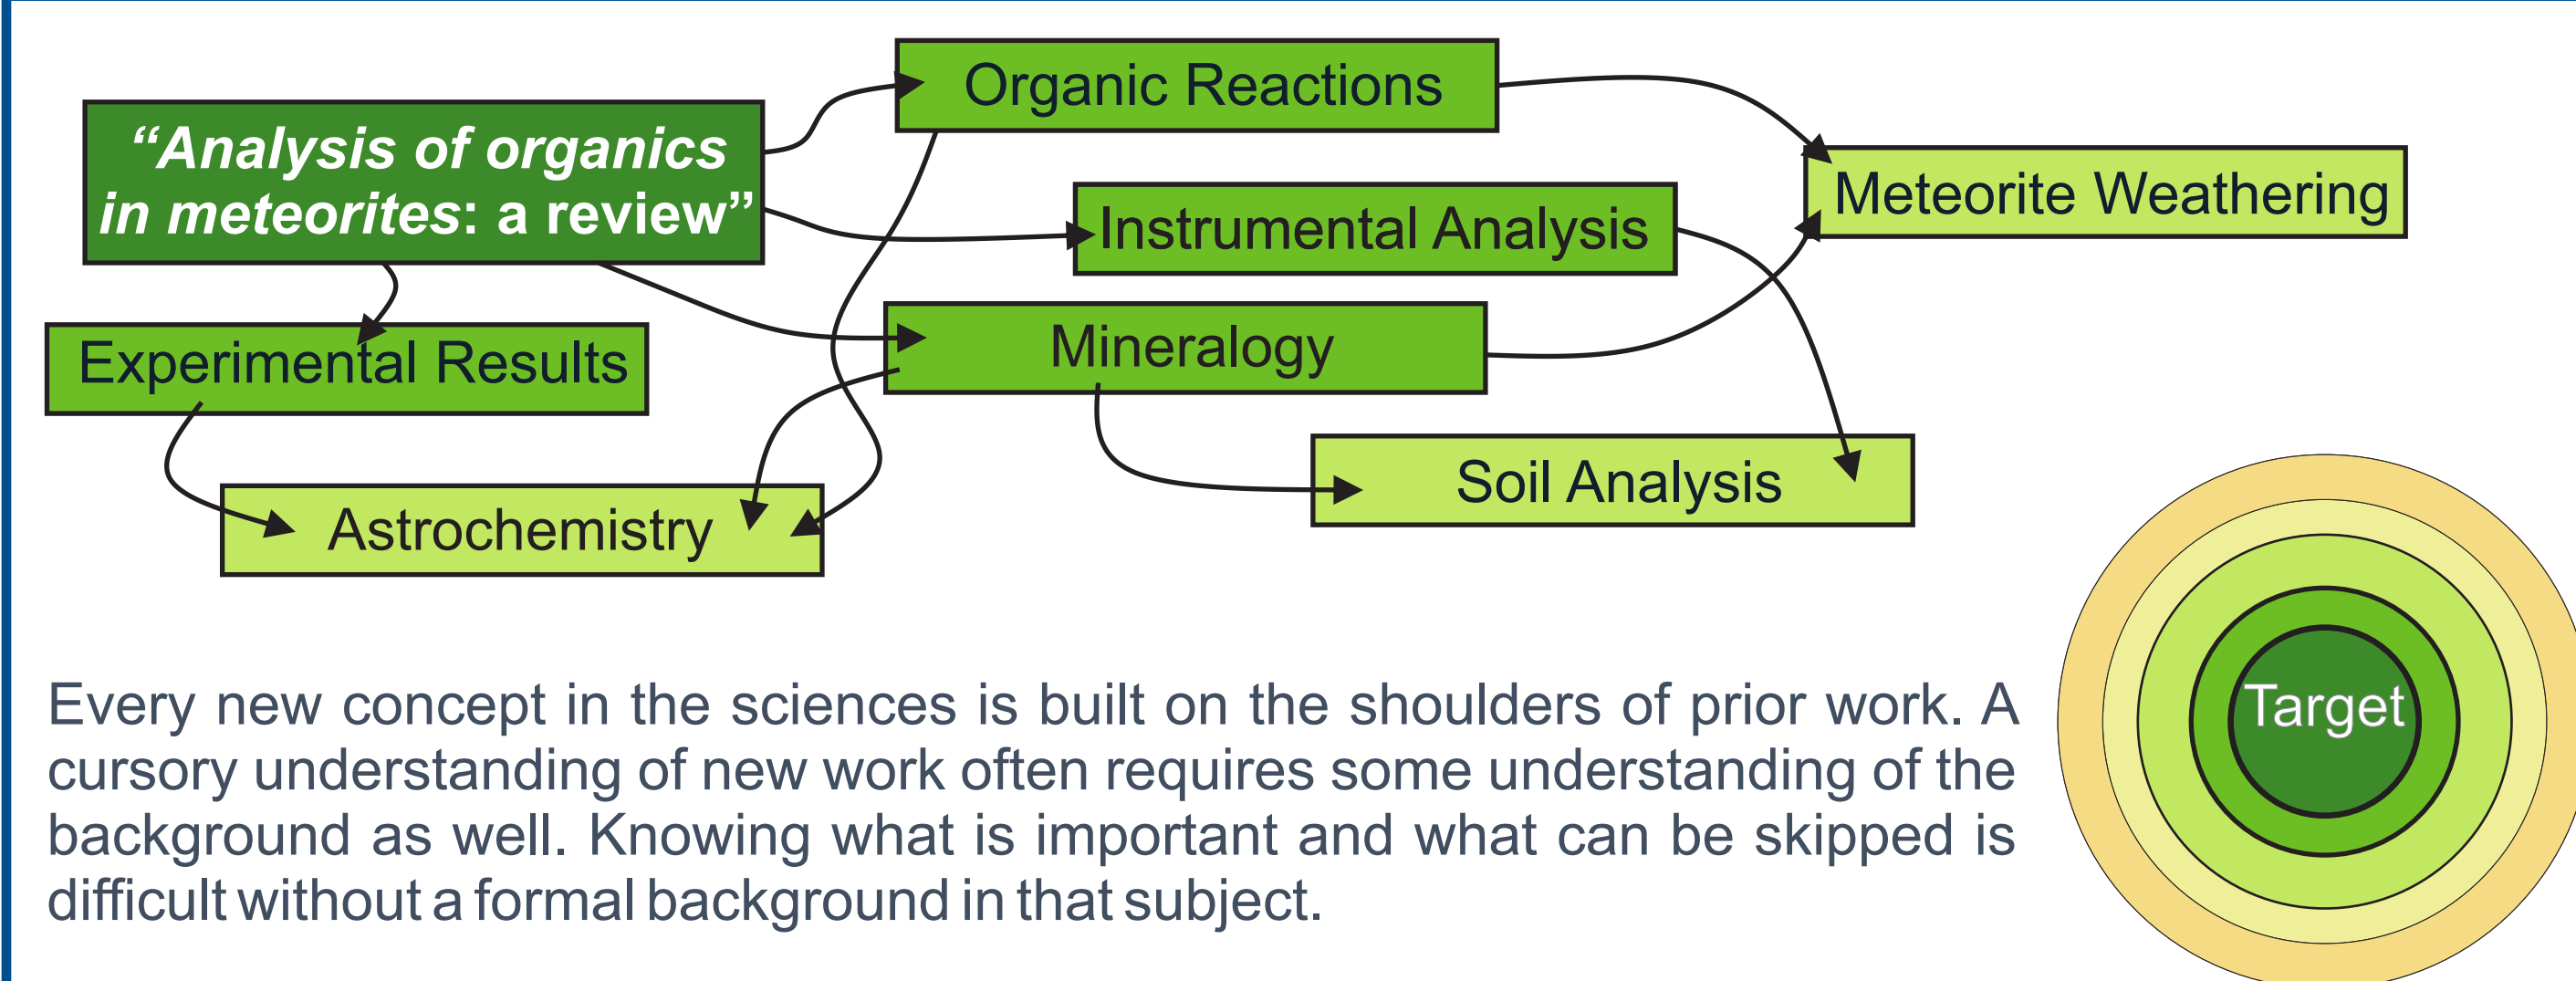 Organic Reactions
“Analysis of organics
in meteorites: a review”
Meteorite Weathering
Instrumental Analysis
Mineralogy
Experimental Results
Soil Analysis
Astrochemistry
Target
Every new concept in the sciences is built on the shoulders of prior work. A
cursory understanding of new work often requires some understanding of the
background as well. Knowing what is important and what can be skipped is
difficult without a formal background in that subject.